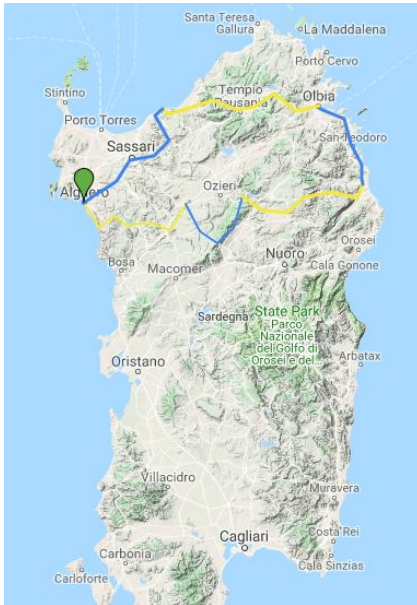 Santa Teresa
Gallura
La Maddalena
Porto Cervo
Stintino
Tempio
Pausania
Olbia
Porto Torres
Sassari
San Teodoro
Alghero
Ozieri
Bosa
Macomer
Nuoro
Orosei
Cala Gonone
Sardegna
State Park
Parco
Nazionale
del Golfo di
Orosei e del...
Arbatax
Oristano
Villacidro
Muravera
Costa Rei
Cagliari
Carbonia
Carloforte
Cala Sinzias